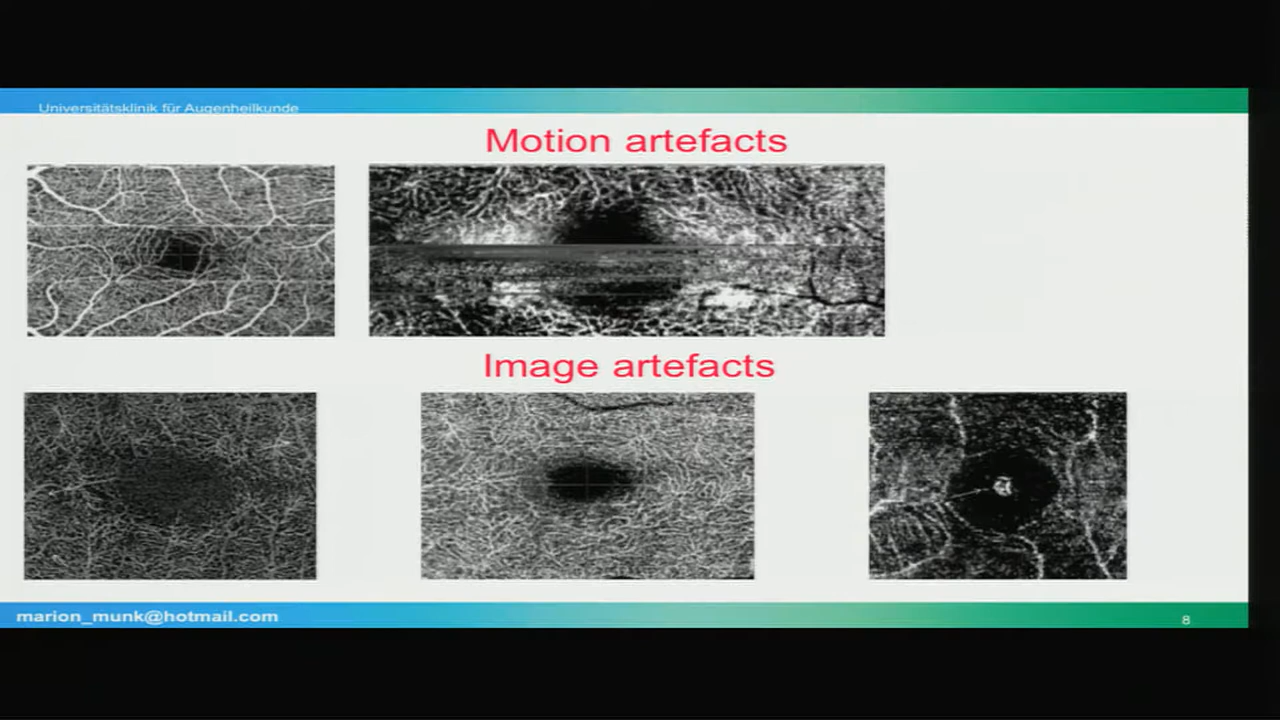 Universitätsklinik für Augenheilkunde
Motion artefacts
Image artefacts
marion_munk@hotmail.com
8